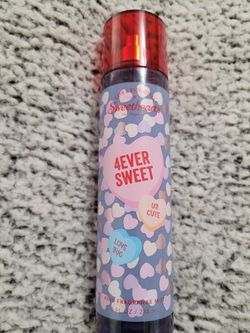 Sweethearts
4EVER
SWEET
UR
CUTE
LOVE
BUG
FINE FRAGRANCE MIST